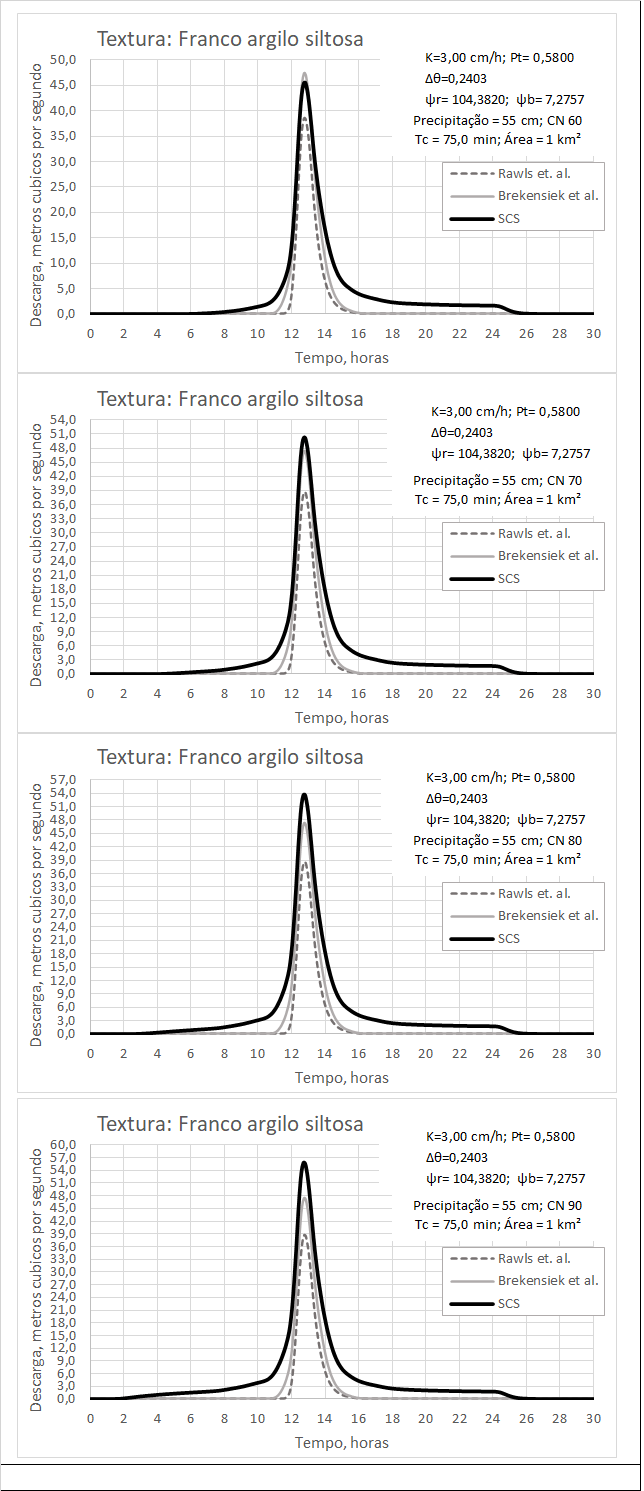 Textura: Franco argilo siltosa
K=3,00 cm/h; Pt= 0,5800
Δθ=0,2403
ψr= 104,3820; ψb= 7,2757
Precipitação = 55 cm; CN 60
Tc = 75,0 min; Área = 1 km²
Rawls et. al.
Brekensiek et al.
SCS
Descarga, metros cubicos por segundo
50,0
45,0
40,0
35,0
30,0
25,0
20,0
15,0
10,0
5,0
0,0
0 2 4 6 8 10 12 14 16 18 20 22 24 26 28 30
Tempo, horas
Textura: Franco argilo siltosa
K=3,00 cm/h; Pt= 0,5800
Δθ=0,2403
ψr= 104,3820; ψb= 7,2757
Precipitação = 55 cm; CN 70
Tc = 75,0 min; Área = 1 km²
Rawls et. al.
Brekensiek et al.
SCS
Descarga, metros cubicos por segundo
54,0
51,0
48,0
45,0
42,0
39,0
36,0
33,0
30,0
27,0
24,0
21,0
18,0
15,0
12,0
9,0
6,0
3,0
0,0
0 2 4 6 8 10 12 14 16 18 20 22 24 26 28 30
Tempo, horas
Textura: Franco argilo siltosa
K=3,00 cm/h; Pt= 0,5800
Δθ=0,2403
ψr= 104,3820; ψb= 7,2757
Precipitação = 55 cm; CN 80
Tc = 75,0 min; Área = 1 km²
Rawls et. al.
Brekensiek et al.
SCS
Descarga, metros cubicos por segundo
57,0
54,0
51,0
48,0
45,0
42,0
39,0
36,0
33,0
30,0
27,0
24,0
21,0
18,0
15,0
12,0
9,0
6,0
3,0
0,0
0 2 4 6 8 10 12 14 16 18 20 22 24 26 28 30
Tempo, horas
Textura: Franco argilo siltosa
K=3,00 cm/h; Pt= 0,5800
Δθ=0,2403
ψr= 104,3820; ψb= 7,2757
Precipitação = 55 cm; CN 90
Tc = 75,0 min; Área = 1 km²
Rawls et. al.
Brekensiek et al.
SCS
Descarga, metros cubicos por segundo
60,0
57,0
54,0
51,0
48,0
45,0
42,0
39,0
36,0
33,0
30,0
27,0
24,0
21,0
18,0
15,0
12,0
9,0
6,0
3,0
0,0
0 2 4 6 8 10 12 14 16 18 20 22 24 26 28 30
Tempo, horas